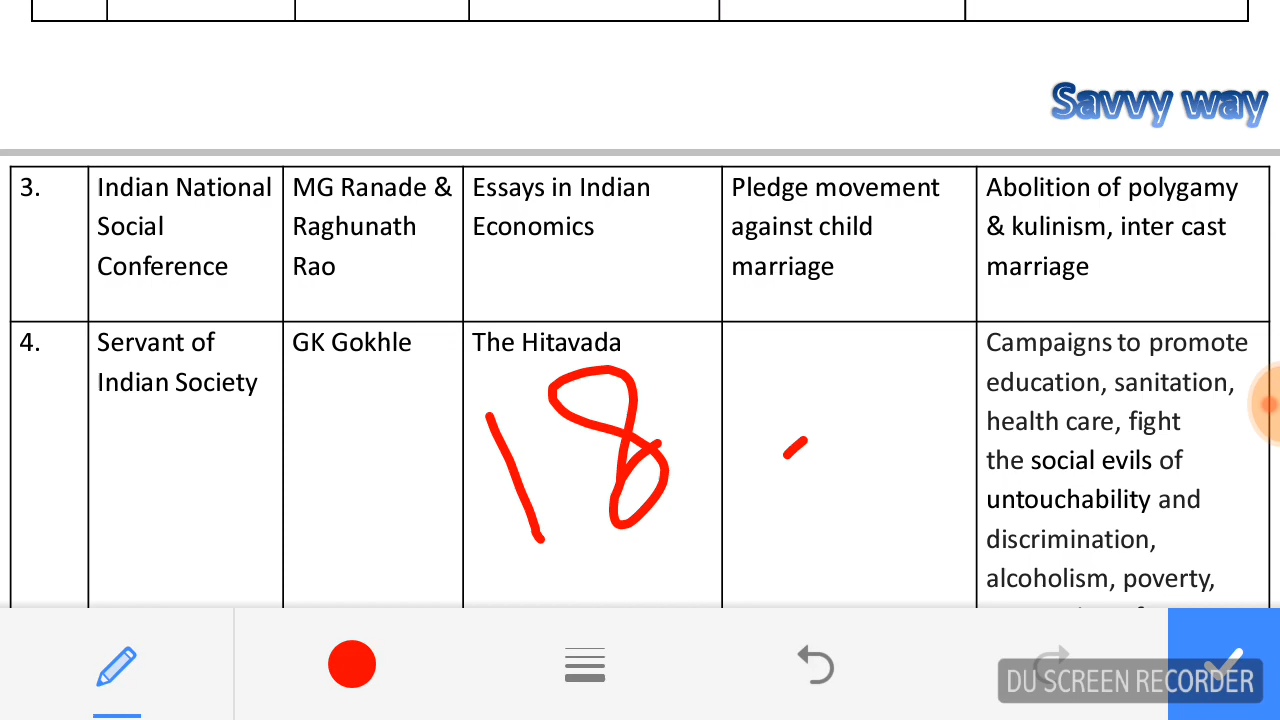 Savvy way
3.
Indian National
Social
Conference
MG Ranade &
Raghunath
Rao
Essays in Indian
Economics
Pledge movement
against child
marriage
Abolition of polygamy
& kulinism, inter cast
marriage
4.
Servant of
Indian Society
GK Gokhle
The Hitavada
18
Campaigns to promote
education, sanitation,
health care, fight
the social evils of
untouchability and
discrimination,
alcoholism, poverty,
DU SCREEN RECORDER